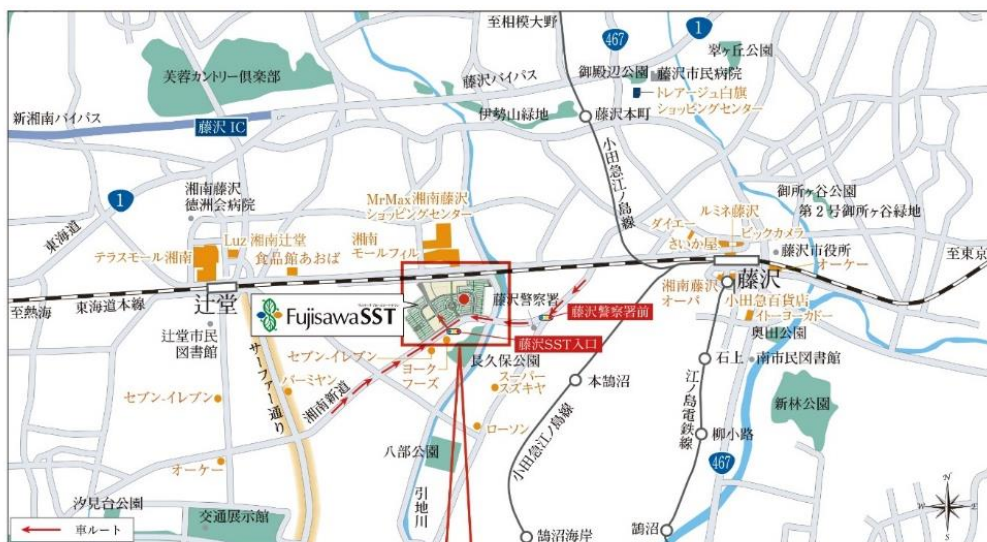 至相模大野
467
1
翠ヶ丘公園
芙蓉カントリー倶楽部
藤沢バイパス
御殿辺公園
藤沢市民病院
トレアージュ白旗
ショッピングセンター
伊勢山緑地
藤沢本町
新湘南バイパス
藤沢IC
小田急江ノ島線
1
東海道
湘南藤沢
徳洲会病院
MrMax湘南藤沢
ショッピングセンター
御所ヶ谷公園
第2号御所ヶ谷緑地
ルミネ藤沢
ダイエー
ビックカメラ
さいか屋
藤沢市役所
オーケー
至東京
Luz 湘南辻堂
食品館あおば
湘南
モールフィル
テラスモール湘南
至熱海
東海道本線
辻堂
Fujisawa SST
藤沢警察署
藤沢警察署前
藤沢SST入口
藤沢
湘南藤沢
オーパ
小田急百貨店
イトーヨーカドー
奥田公園
辻堂市民
図書館
サーファー通り
セブン-イレブン
ヨーク
フーズ
長久保公園
スーパー
スズキヤ
バーミヤン
湘南新道
セブン-イレブン
ローソン
本鵠沼
石上
南市民図書館
江ノ島電鉄線
新林公園
小田急江ノ島線
柳小路
467
オーケー
八部公園
引地川
汐見台公園
交通展示館
鵠沼海岸
鵠沼
車ルート
N
W
E
S